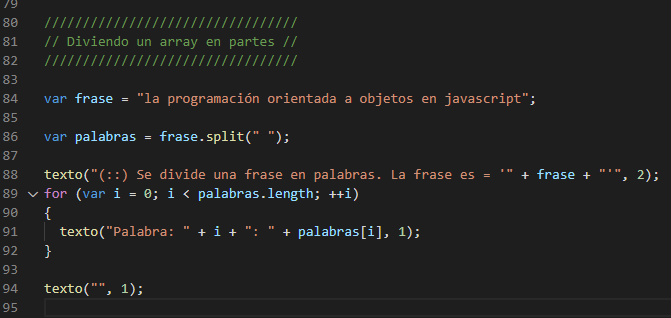 79
80 /////////////////////////////////
81 // Diviendo un array en partes //
82 /////////////////////////////////
83
84 var frase = "la programación orientada a objetos en javascript";
85
86 var palabras = frase.split(" ");
87
88 texto("(::) Se divide una frase en palabras. La frase es = '" + frase + "'", 2);
89 for (var i = 0; i < palabras.length; ++i)
90 {
91   texto("Palabra: " + i + ": " + palabras[i], 1);
92 }
93
94 texto("", 1);
95